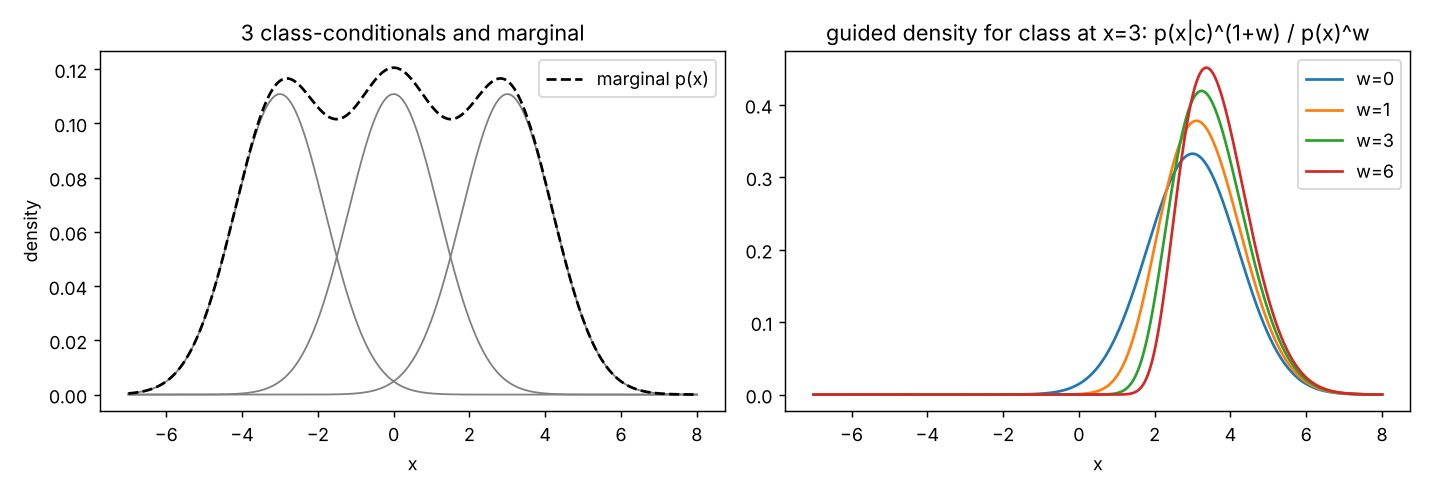 3 class-conditionals and marginal
marginal p(x)
0.12
0.10
0.08
0.06
0.04
0.02
0.00
density
−6
−4
−2
0
2
4
6
8
x
guided density for class at x=3: p(x|c)^(1+w) / p(x)^w
w=0
w=1
w=3
w=6
0.4
0.3
0.2
0.1
0.0
−6
−4
−2
0
2
4
6
8
x